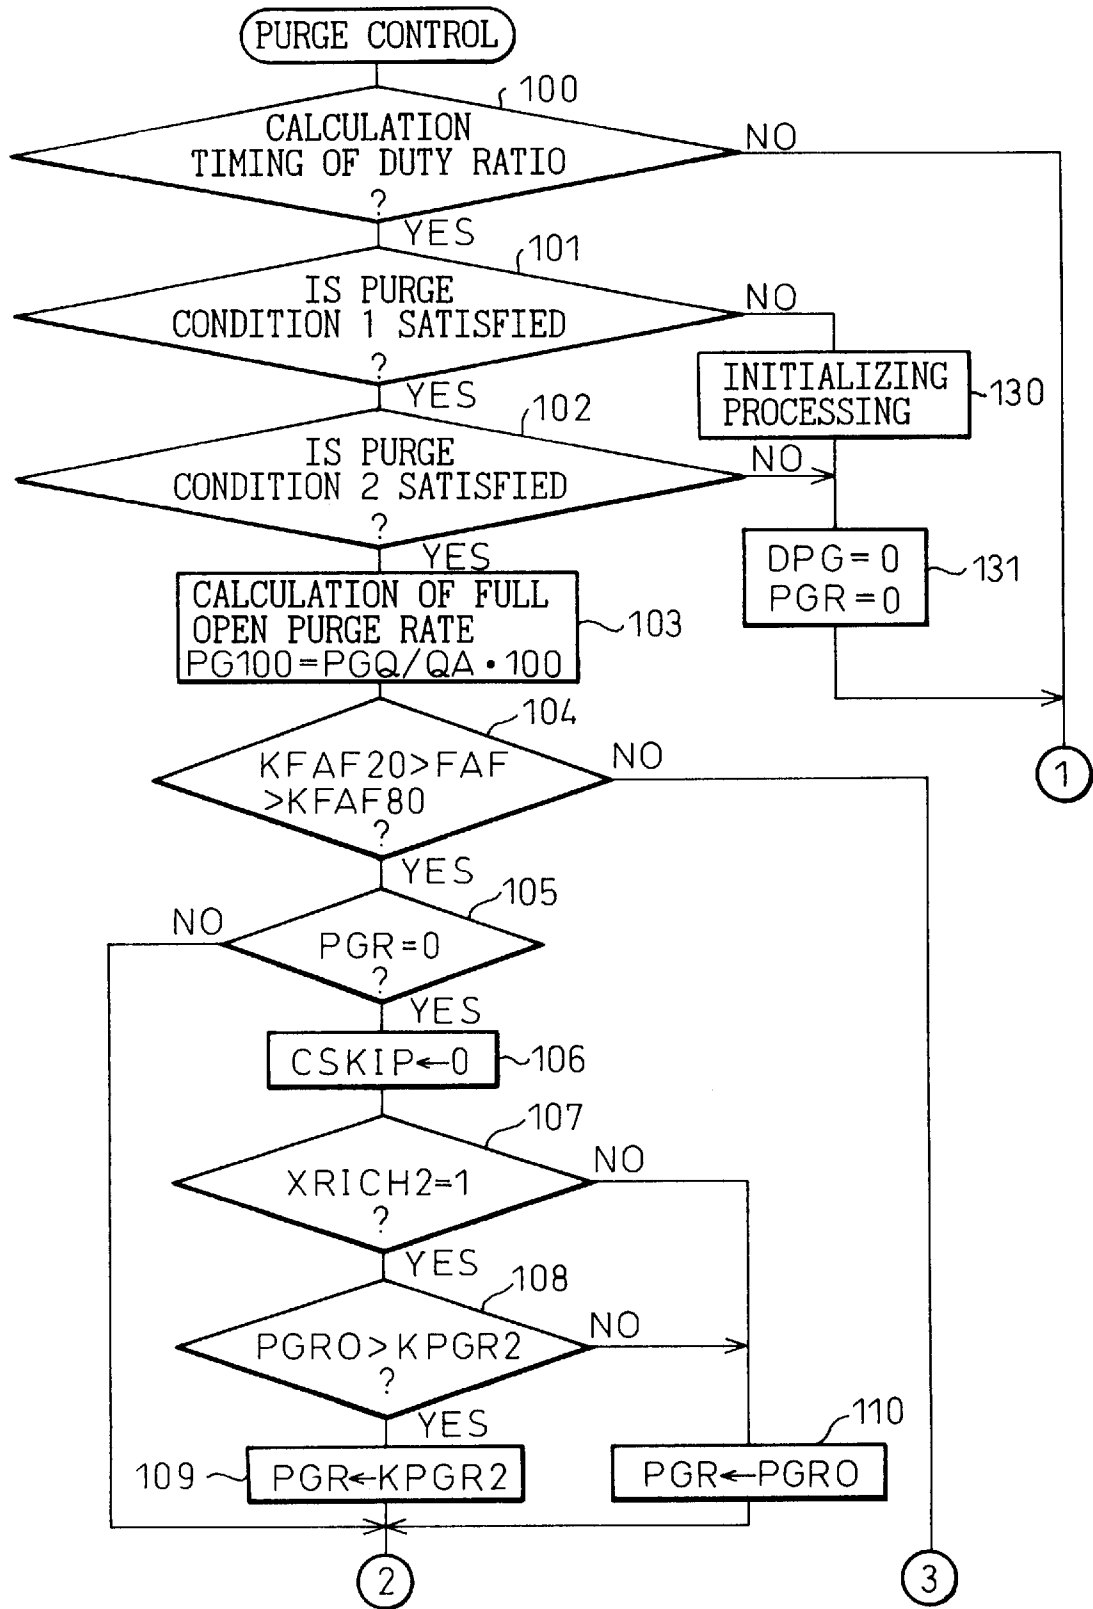 PURGE CONTROL
100
CALCULATION
TIMING OF DUTY RATIO
?
NO
YES
101
IS PURGE
CONDITION 1 SATISFIED
?
NO
YES
INITIALIZING
PROCESSING
130
102
IS PURGE
CONDITION 2 SATISFIED
?
NO
YES
DPG=0
PGR=0
131
CALCULATION OF FULL
OPEN PURGE RATE
PG100=PGQ/QA·100
103
104
KFAF20>FAF
>KFAF80
?
NO
1
YES
105
NO
PGR=0
?
YES
CSKIP←0
106
107
XRICH2=1
?
NO
YES
108
PGRO>KPGR2
?
NO
YES
109
PGR←KPGR2
110
PGR←PGRO
2
3